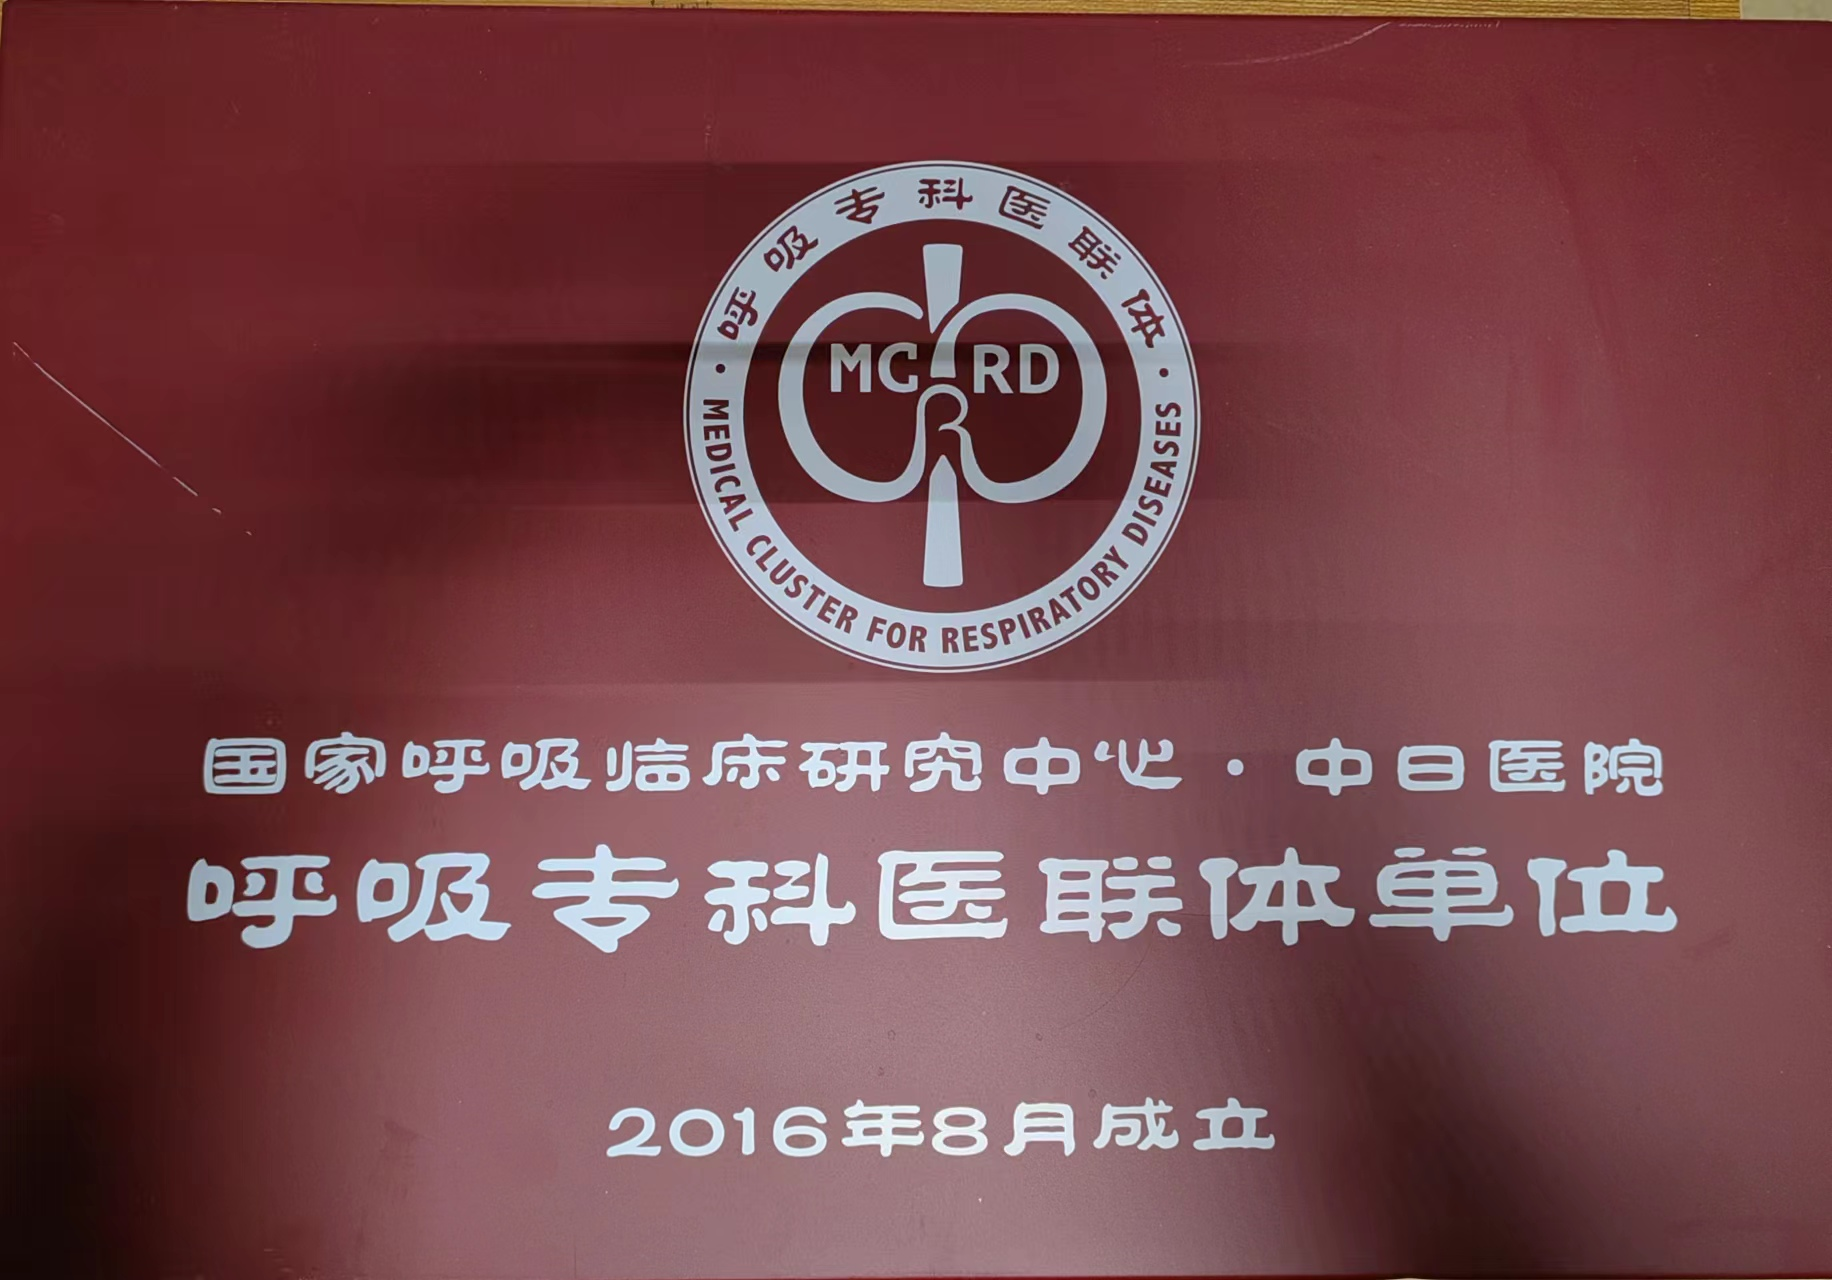 呼吸专科医联体
MCRD
MEDICAL CLUSTER FOR RESPIRATORY DISEASES
国家呼吸临床研究中心·中日医院
呼吸专科医联体单位
2016年8月成立